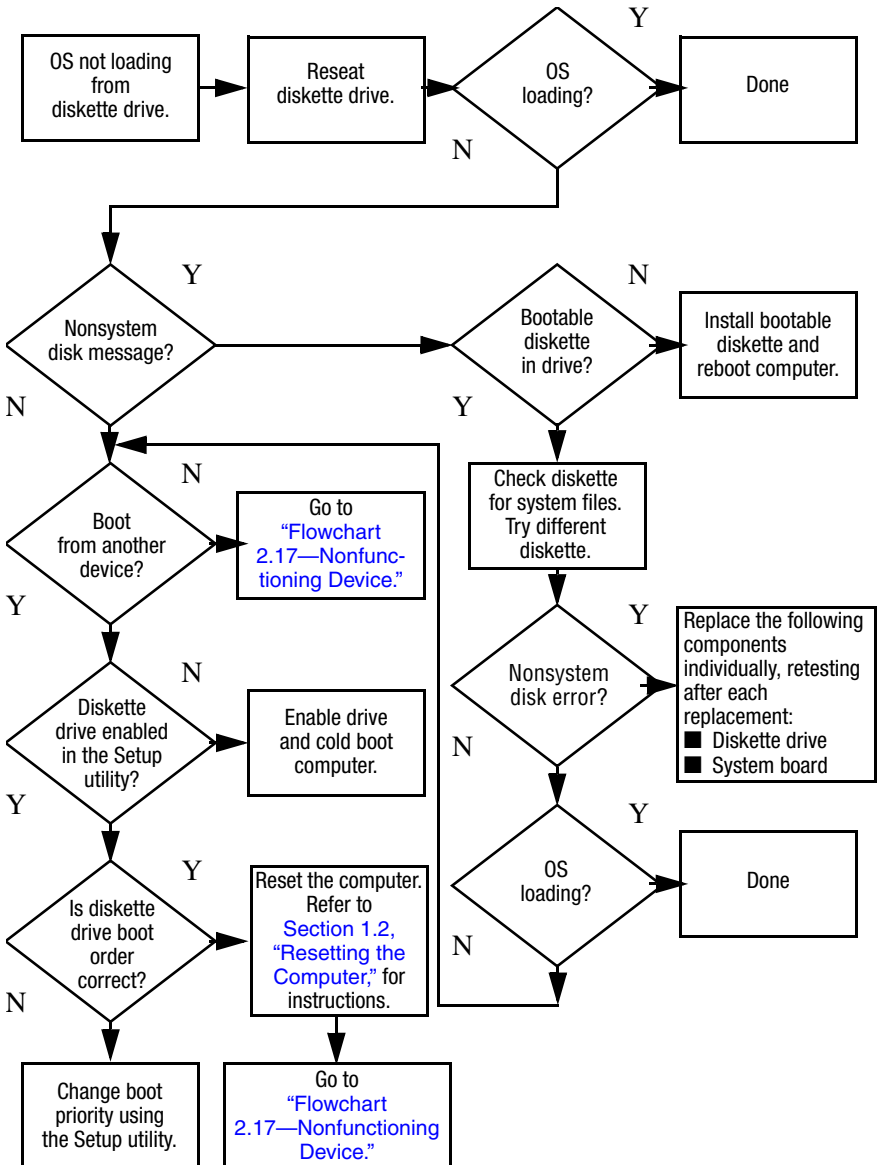 OS not loading
from
diskette drive.
Reseat
diskette drive.
OS
loading?
Y
N
Done
Nonsystem
disk message?
Y
N
Bootable
diskette
in drive?
N
Y
Install bootable
diskette and
reboot computer.
Boot
from another
device?
N
Y
Go to
“Flowchart
2.17—Nonfunc-
tioning Device.”
Check diskette
for system files.
Try different
diskette.
Nonsystem
disk error?
Y
N
Replace the following
components
individually, retesting
after each
replacement:
■ Diskette drive
■ System board
Diskette
drive enabled
in the Setup
utility?
N
Y
Enable drive
and cold boot
computer.
OS
loading?
Y
N
Done
Is diskette
drive boot
order
correct?
Y
N
Reset the computer.
Refer to
Section 1.2,
“Resetting the
Computer,” for
instructions.
Change boot
priority using
the Setup utility.
Go to
“Flowchart
2.17—Nonfunctioning
Device.”